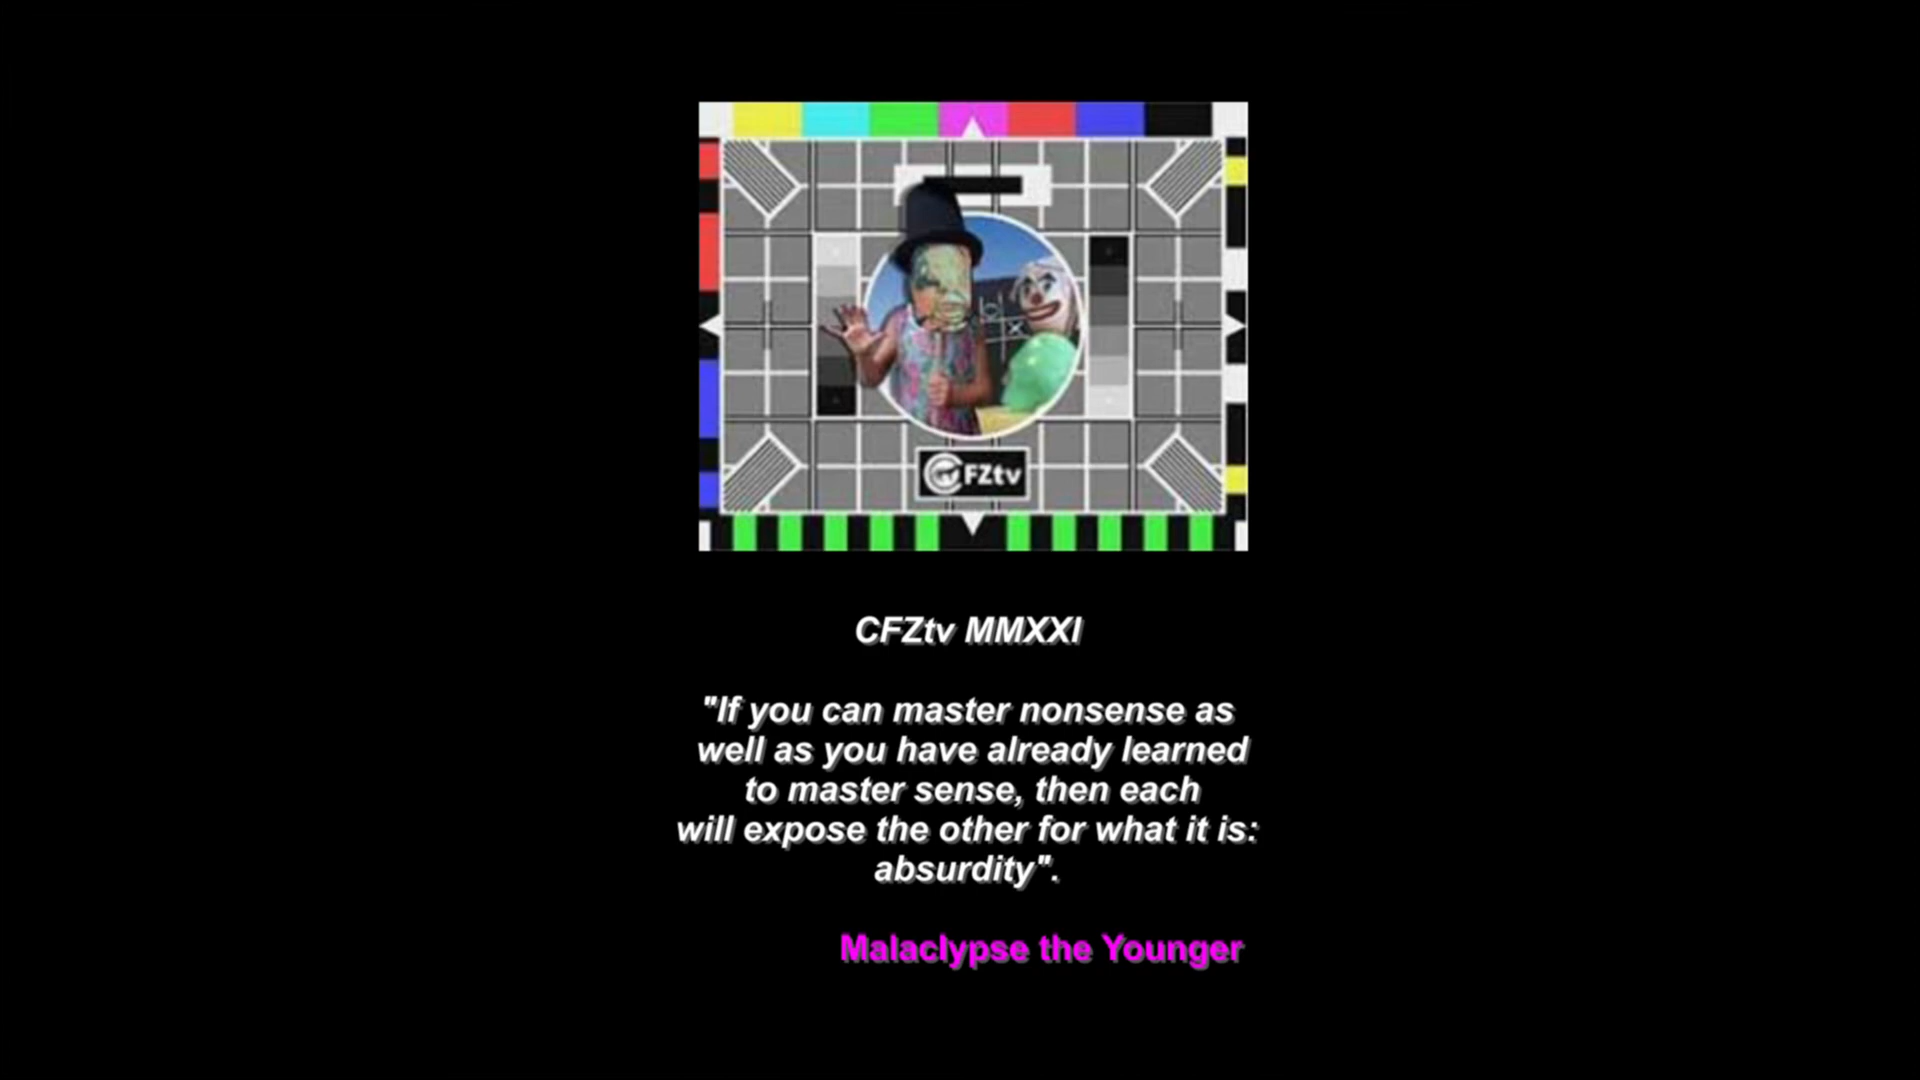 CFZtv
CFZtv MMXXI
"If you can master nonsense as
well as you have already learned
to master sense, then each
will expose the other for what it is:
absurdity".
Malaclypse the Younger